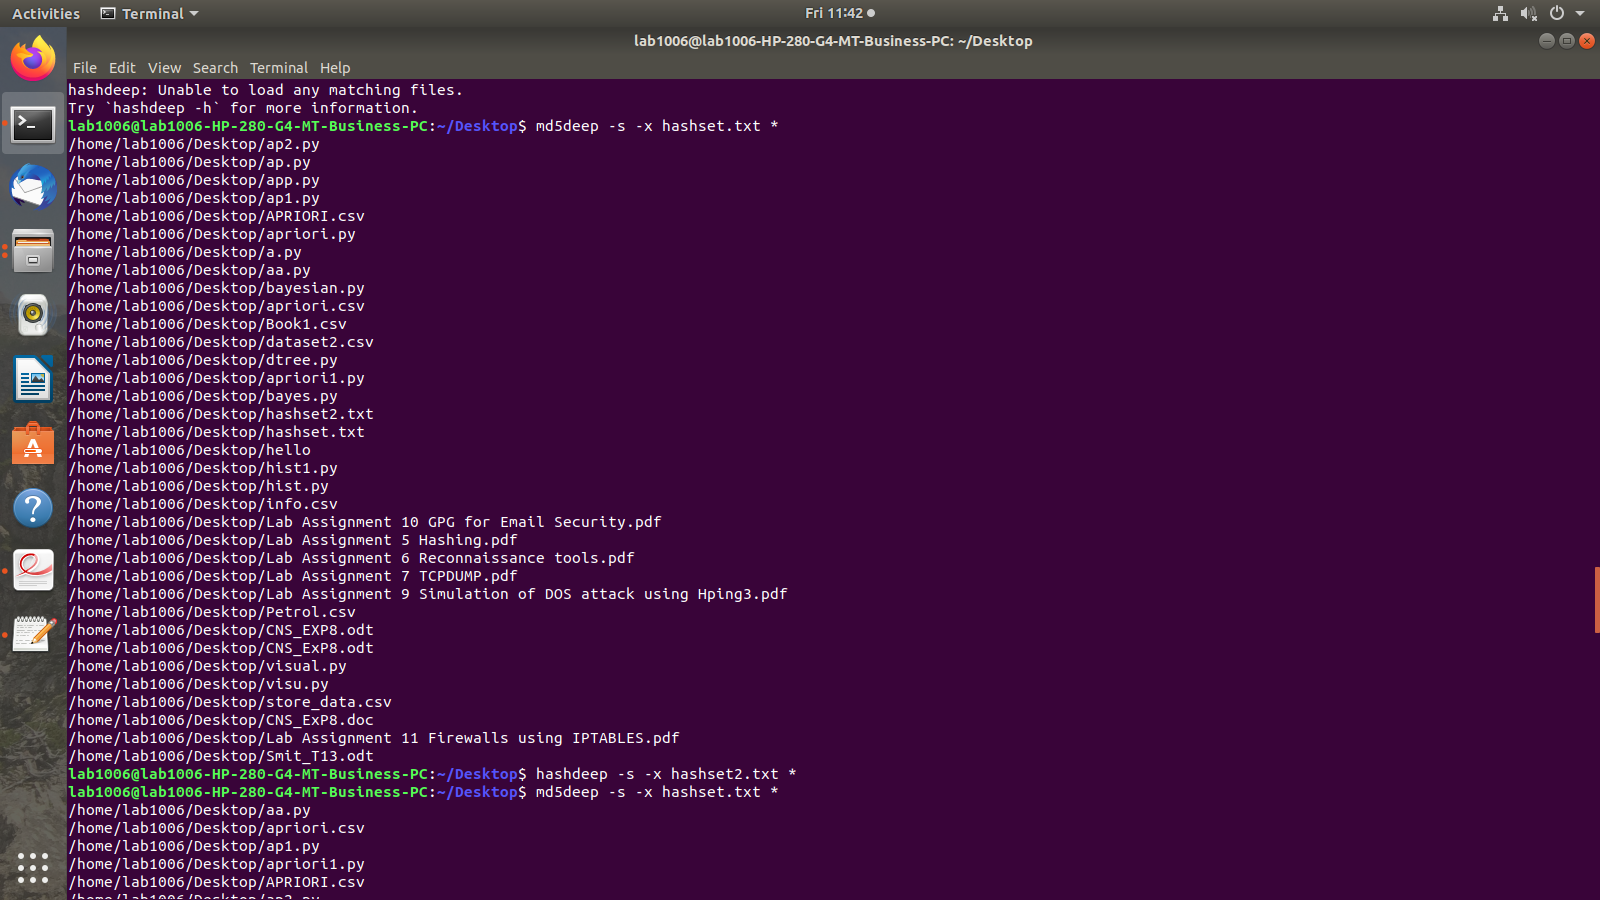 Activities Terminal Fri 11:42
lab1006@lab1006-HP-280-G4-MT-Business-PC: ~/Desktop
File Edit View Search Terminal Help
hashdeep: Unable to load any matching files.
Try `hashdeep -h` for more information.
lab1006@lab1006-HP-280-G4-MT-Business-PC:~/Desktop$ md5deep -s -x hashset.txt *
/home/lab1006/Desktop/ap2.py
/home/lab1006/Desktop/ap.py
/home/lab1006/Desktop/app.py
/home/lab1006/Desktop/ap1.py
/home/lab1006/Desktop/APRIORI.csv
/home/lab1006/Desktop/apriori.py
/home/lab1006/Desktop/a.py
/home/lab1006/Desktop/aa.py
/home/lab1006/Desktop/bayesian.py
/home/lab1006/Desktop/apriori.csv
/home/lab1006/Desktop/Book1.csv
/home/lab1006/Desktop/dataset2.csv
/home/lab1006/Desktop/dtree.py
/home/lab1006/Desktop/apriori1.py
/home/lab1006/Desktop/bayes.py
/home/lab1006/Desktop/hashset2.txt
/home/lab1006/Desktop/hashset.txt
/home/lab1006/Desktop/hello
/home/lab1006/Desktop/hist1.py
/home/lab1006/Desktop/hist.py
/home/lab1006/Desktop/info.csv
/home/lab1006/Desktop/Lab Assignment 10 GPG for Email Security.pdf
/home/lab1006/Desktop/Lab Assignment 5 Hashing.pdf
/home/lab1006/Desktop/Lab Assignment 6 Reconnaissance tools.pdf
/home/lab1006/Desktop/Lab Assignment 7 TCPDUMP.pdf
/home/lab1006/Desktop/Lab Assignment 9 Simulation of DOS attack using Hping3.pdf
/home/lab1006/Desktop/Petrol.csv
/home/lab1006/Desktop/CNS_EXP8.odt
/home/lab1006/Desktop/CNS_ExP8.odt
/home/lab1006/Desktop/visual.py
/home/lab1006/Desktop/visu.py
/home/lab1006/Desktop/store_data.csv
/home/lab1006/Desktop/CNS_ExP8.doc
/home/lab1006/Desktop/Lab Assignment 11 Firewalls using IPTABLES.pdf
/home/lab1006/Desktop/Smit_T13.odt
lab1006@lab1006-HP-280-G4-MT-Business-PC:~/Desktop$ hashdeep -s -x hashset2.txt *
lab1006@lab1006-HP-280-G4-MT-Business-PC:~/Desktop$ md5deep -s -x hashset.txt *
/home/lab1006/Desktop/aa.py
/home/lab1006/Desktop/apriori.csv
/home/lab1006/Desktop/ap1.py
/home/lab1006/Desktop/apriori1.py
/home/lab1006/Desktop/APRIORI.csv